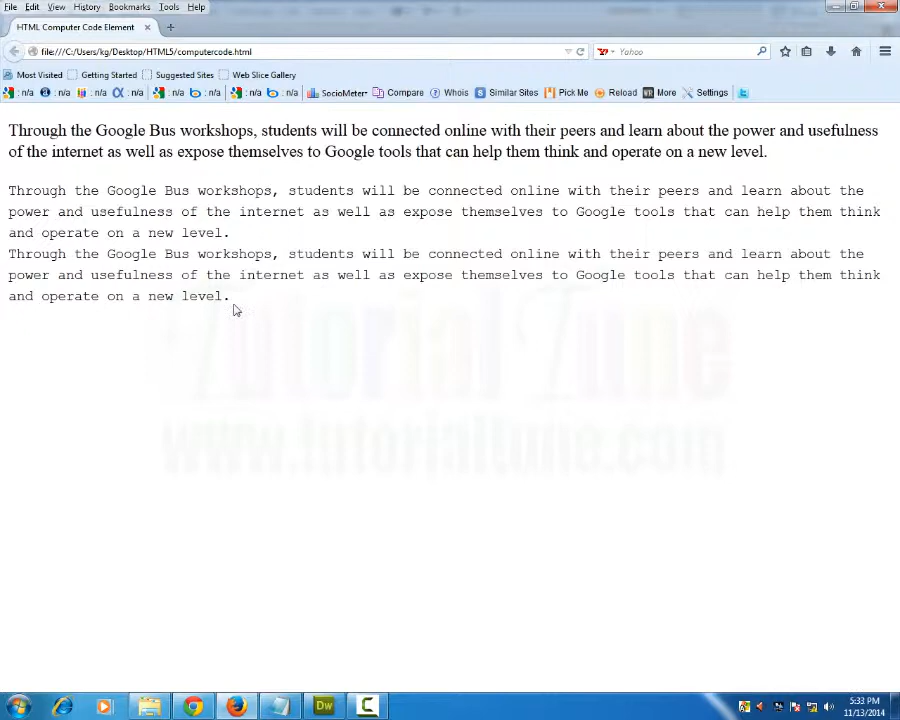 File Edit View History Bookmarks Tools Help
HTML Computer Code Element
file:///C:/Users/kg/Desktop/HTML5/computercode.html
Yahoo
Most Visited Getting Started Suggested Sites Web Slice Gallery
: n/a : n/a : n/a : n/a : n/a : n/a : n/a : n/a SocioMeter Compare Whois Similar Sites Pick Me Reload More Settings
Through the Google Bus workshops, students will be connected online with their peers and learn about the power and usefulness
of the internet as well as expose themselves to Google tools that can help them think and operate on a new level.
Through the Google Bus workshops, students will be connected online with their peers and learn about the
power and usefulness of the internet as well as expose themselves to Google tools that can help them think
and operate on a new level.
Through the Google Bus workshops, students will be connected online with their peers and learn about the
power and usefulness of the internet as well as expose themselves to Google tools that can help them think
and operate on a new level.
Tutorial Tune
www.tutorialtune.com
Dw
5:33 PM
11/13/2014